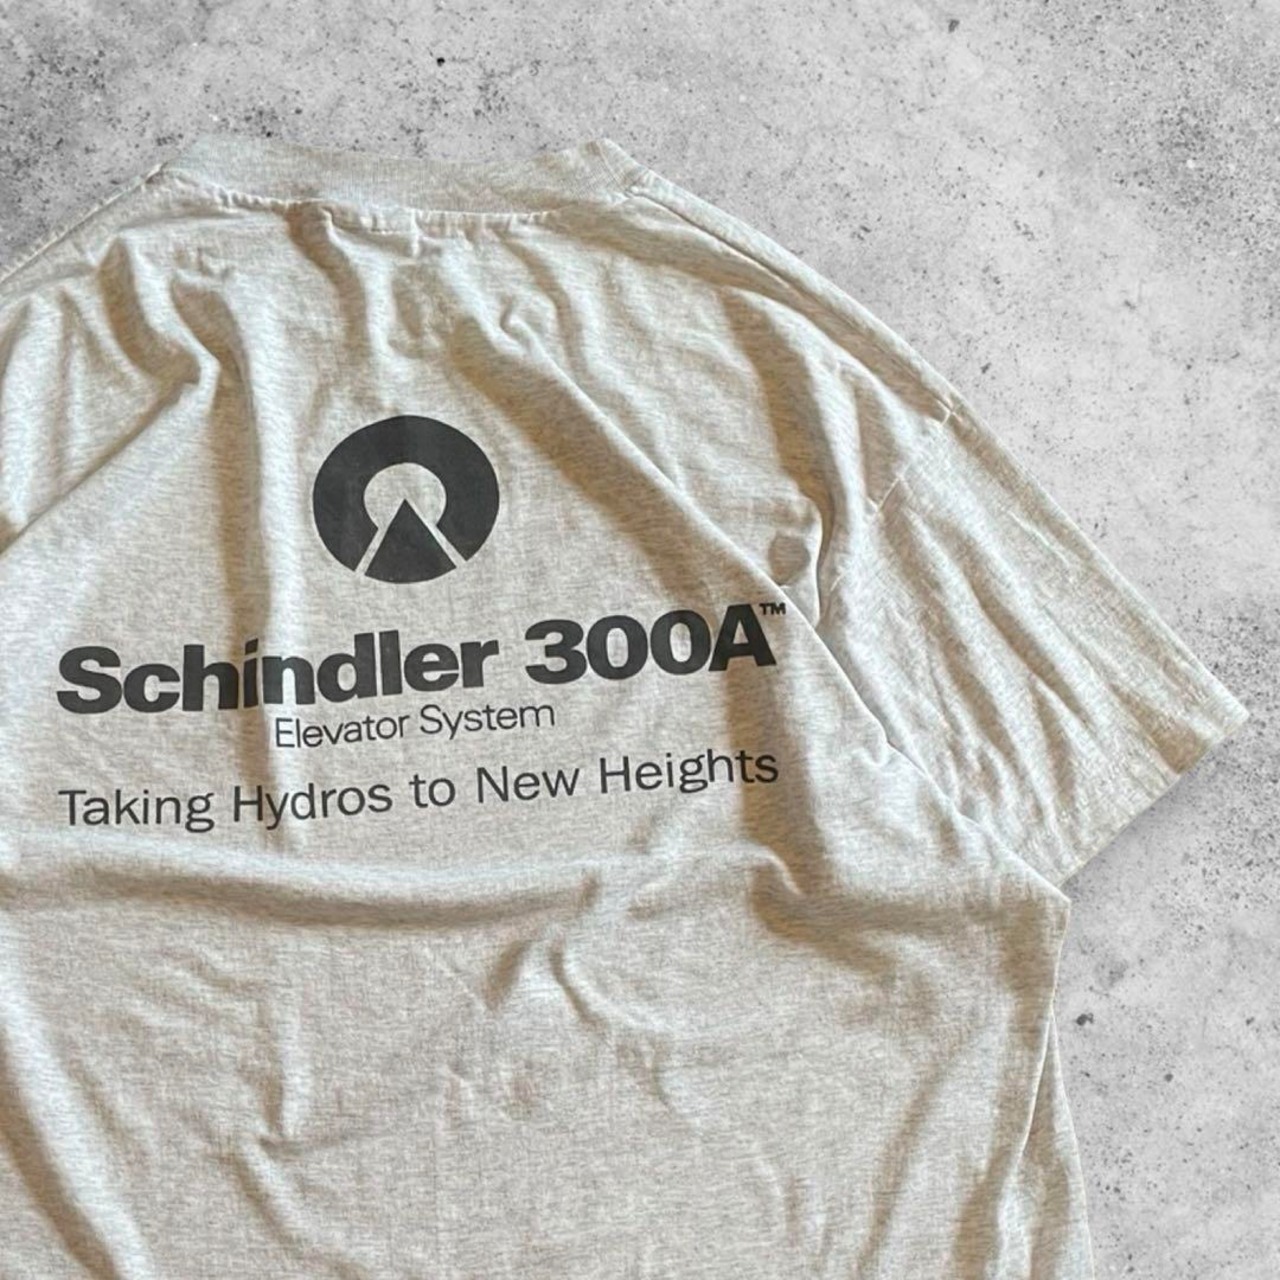 Schindler 300A™
Elevator System
Taking Hydros to New Heights